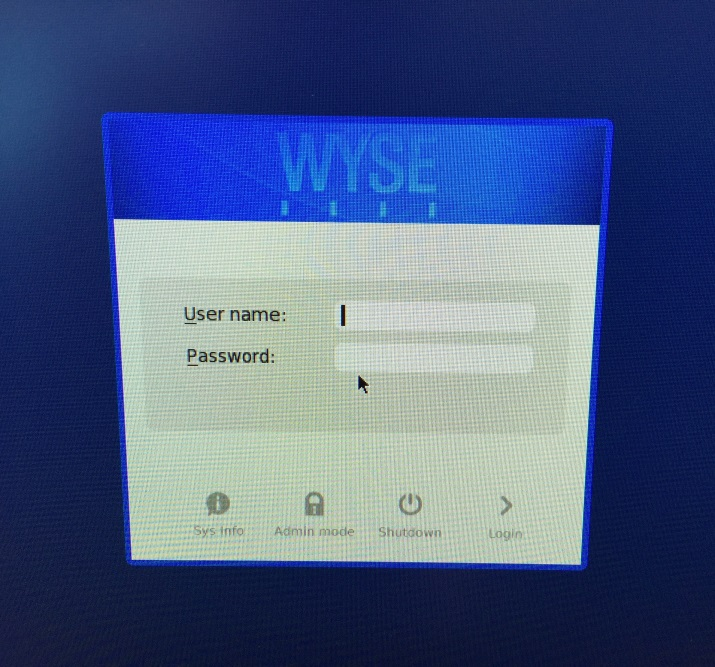 WYSE
User name:
Password:
Sys Info
Admin mode
Shutdown
Login